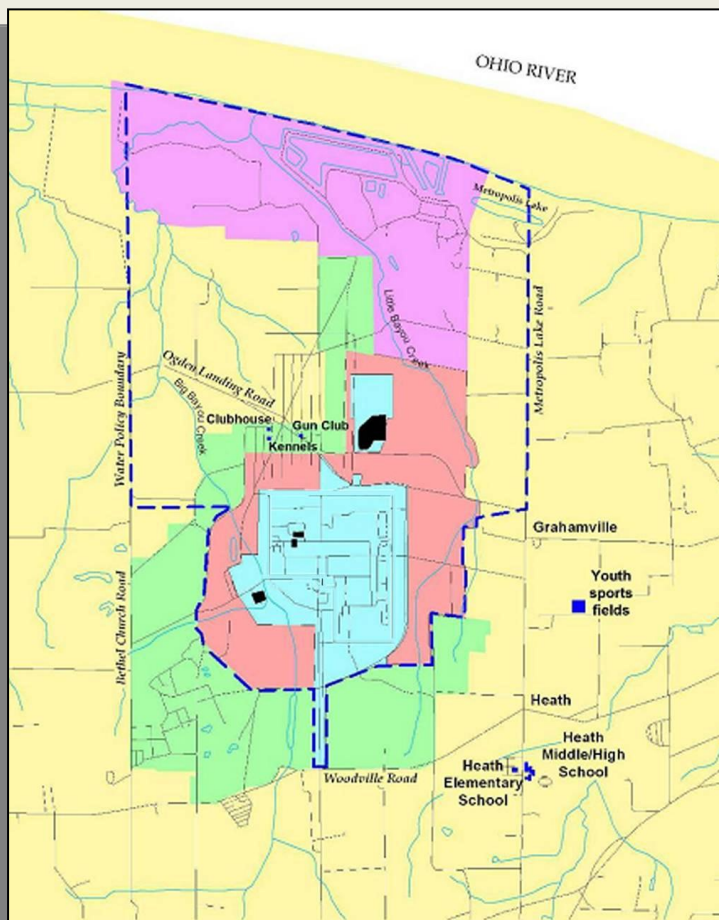 OHIO RIVER
Metropolis Lake
Little Bayou Creek
Metropolis Lake Road
Water Policy Boundary
Ogden Landing Road
Big Bayou Creek
Clubhouse
Gun Club
Kennels
Grahamville
Youth
sports
fields
Bethel Church Road
Heath
Heath
Middle/High
School
Heath
Elementary
School
Woodville Road